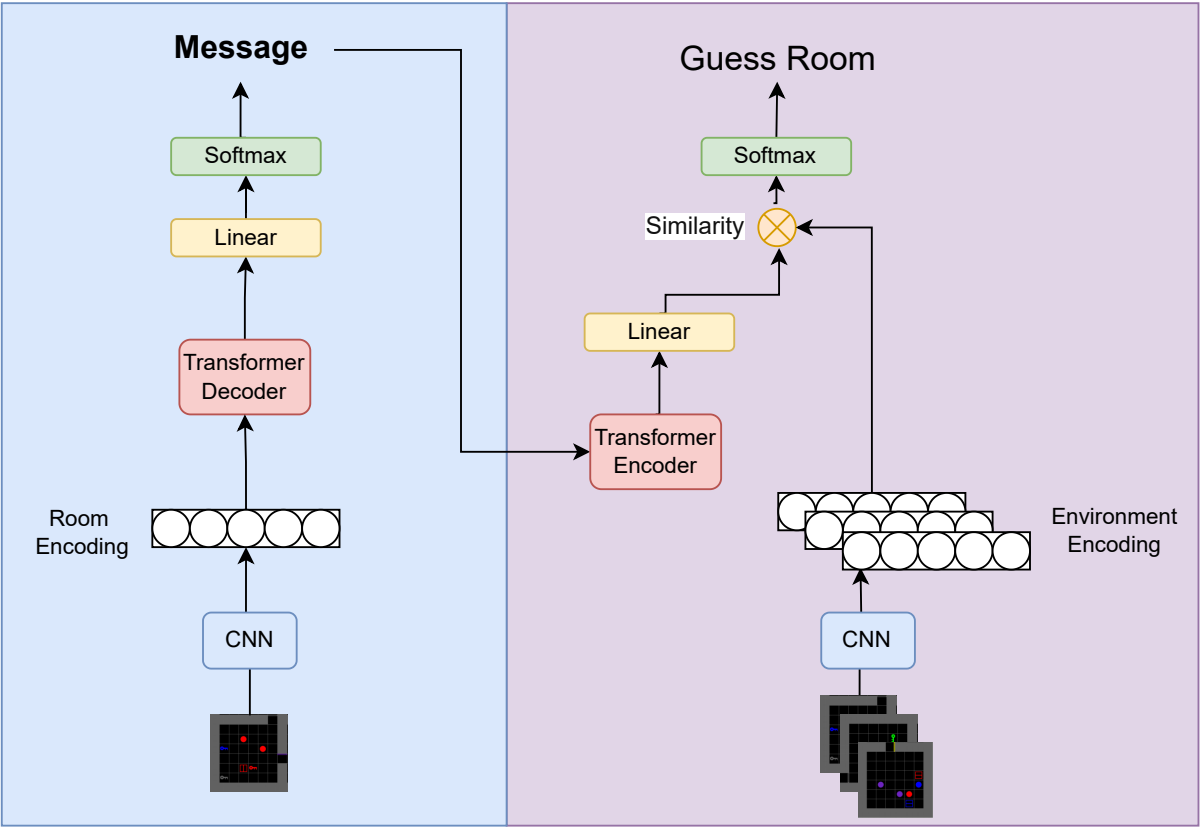 Message
Softmax
Linear
Transformer
Decoder
Room
Encoding
CNN
Guess Room
Softmax
Similarity
Linear
Transformer
Encoder
Environment
Encoding
CNN